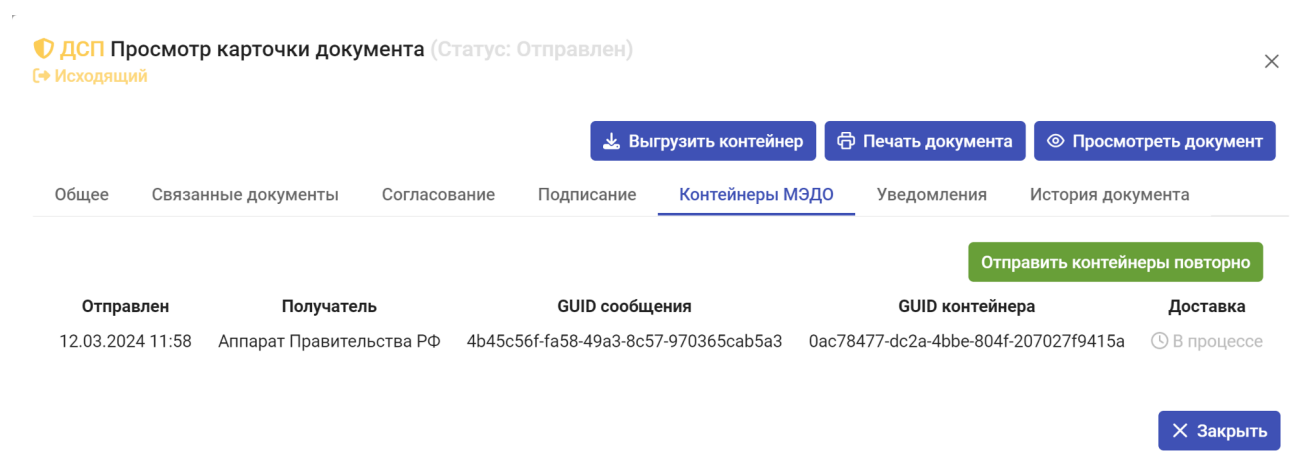 ДСП Просмотр карточки документа (Статус: Отправлен)
Исходящий
Выгрузить контейнер Печать документа Просмотреть документ
Общее Связанные документы Согласование Подписание Контейнеры МЭДО Уведомления История документа
Отправить контейнеры повторно
Отправлен Получатель GUID сообщения GUID контейнера Доставка
12.03.2024 11:58 Аппарат Правительства РФ 4b45c56f-fa58-49a3-8c57-970365cab5a3 0ac78477-dc2a-4bbe-804f-207027f9415a В процессе
Закрыть